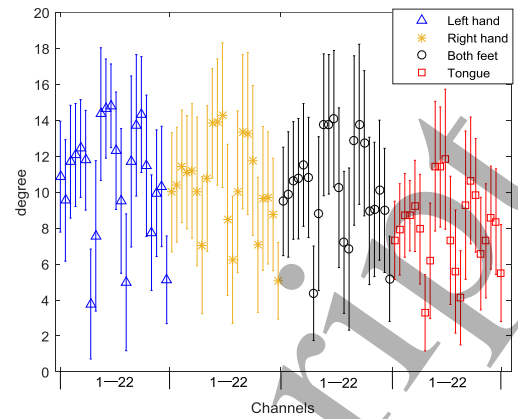 Left hand
Right hand
Both feet
Tongue
20
18
16
14
12
10
8
6
4
2
0
degree
1—22 1—22 1—22 1—22
Channels